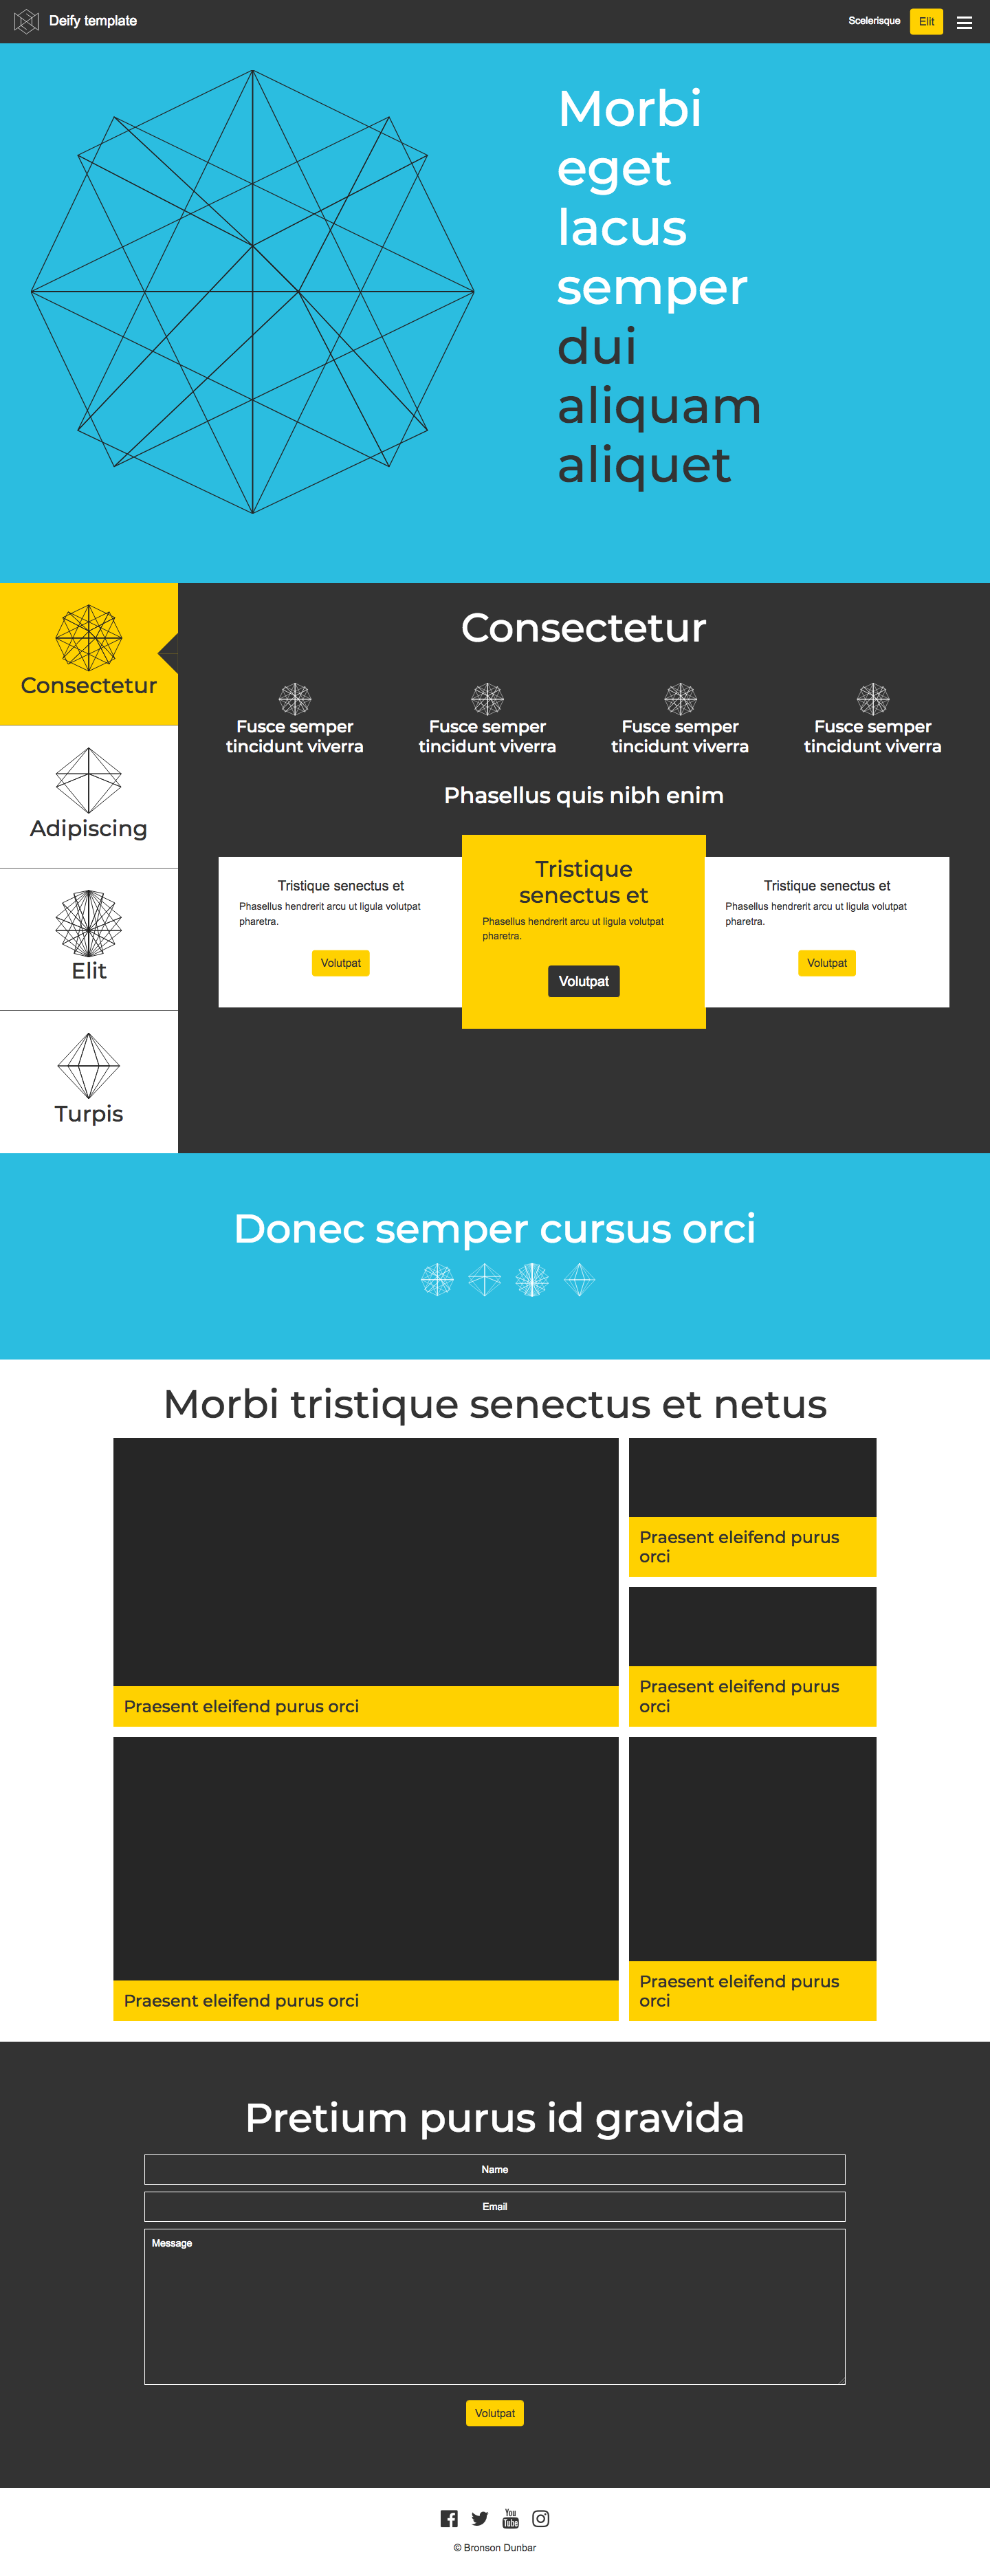 Deify template
Scelerisque
Elit
Morbi
eget
lacus
semper
dui
aliquam
aliquet
Consectetur
Adipiscing
Elit
Turpis
Consectetur
Fusce semper
tincidunt viverra
Fusce semper
tincidunt viverra
Fusce semper
tincidunt viverra
Fusce semper
tincidunt viverra
Phasellus quis nibh enim
Tristique senectus et
Phasellus hendrerit arcu ut ligula volutpat
pharetra.
Volutpat
Tristique
senectus et
Phasellus hendrerit arcu ut ligula volutpat
pharetra.
Volutpat
Tristique senectus et
Phasellus hendrerit arcu ut ligula volutpat
pharetra.
Volutpat
Donec semper cursus orci
Morbi tristique senectus et netus
Praesent eleifend purus orci
Praesent eleifend purus
orci
Praesent eleifend purus
orci
Praesent eleifend purus orci
Praesent eleifend purus
orci
Pretium purus id gravida
Name
Email
Message
Volutpat
You
Tube
© Bronson Dunbar